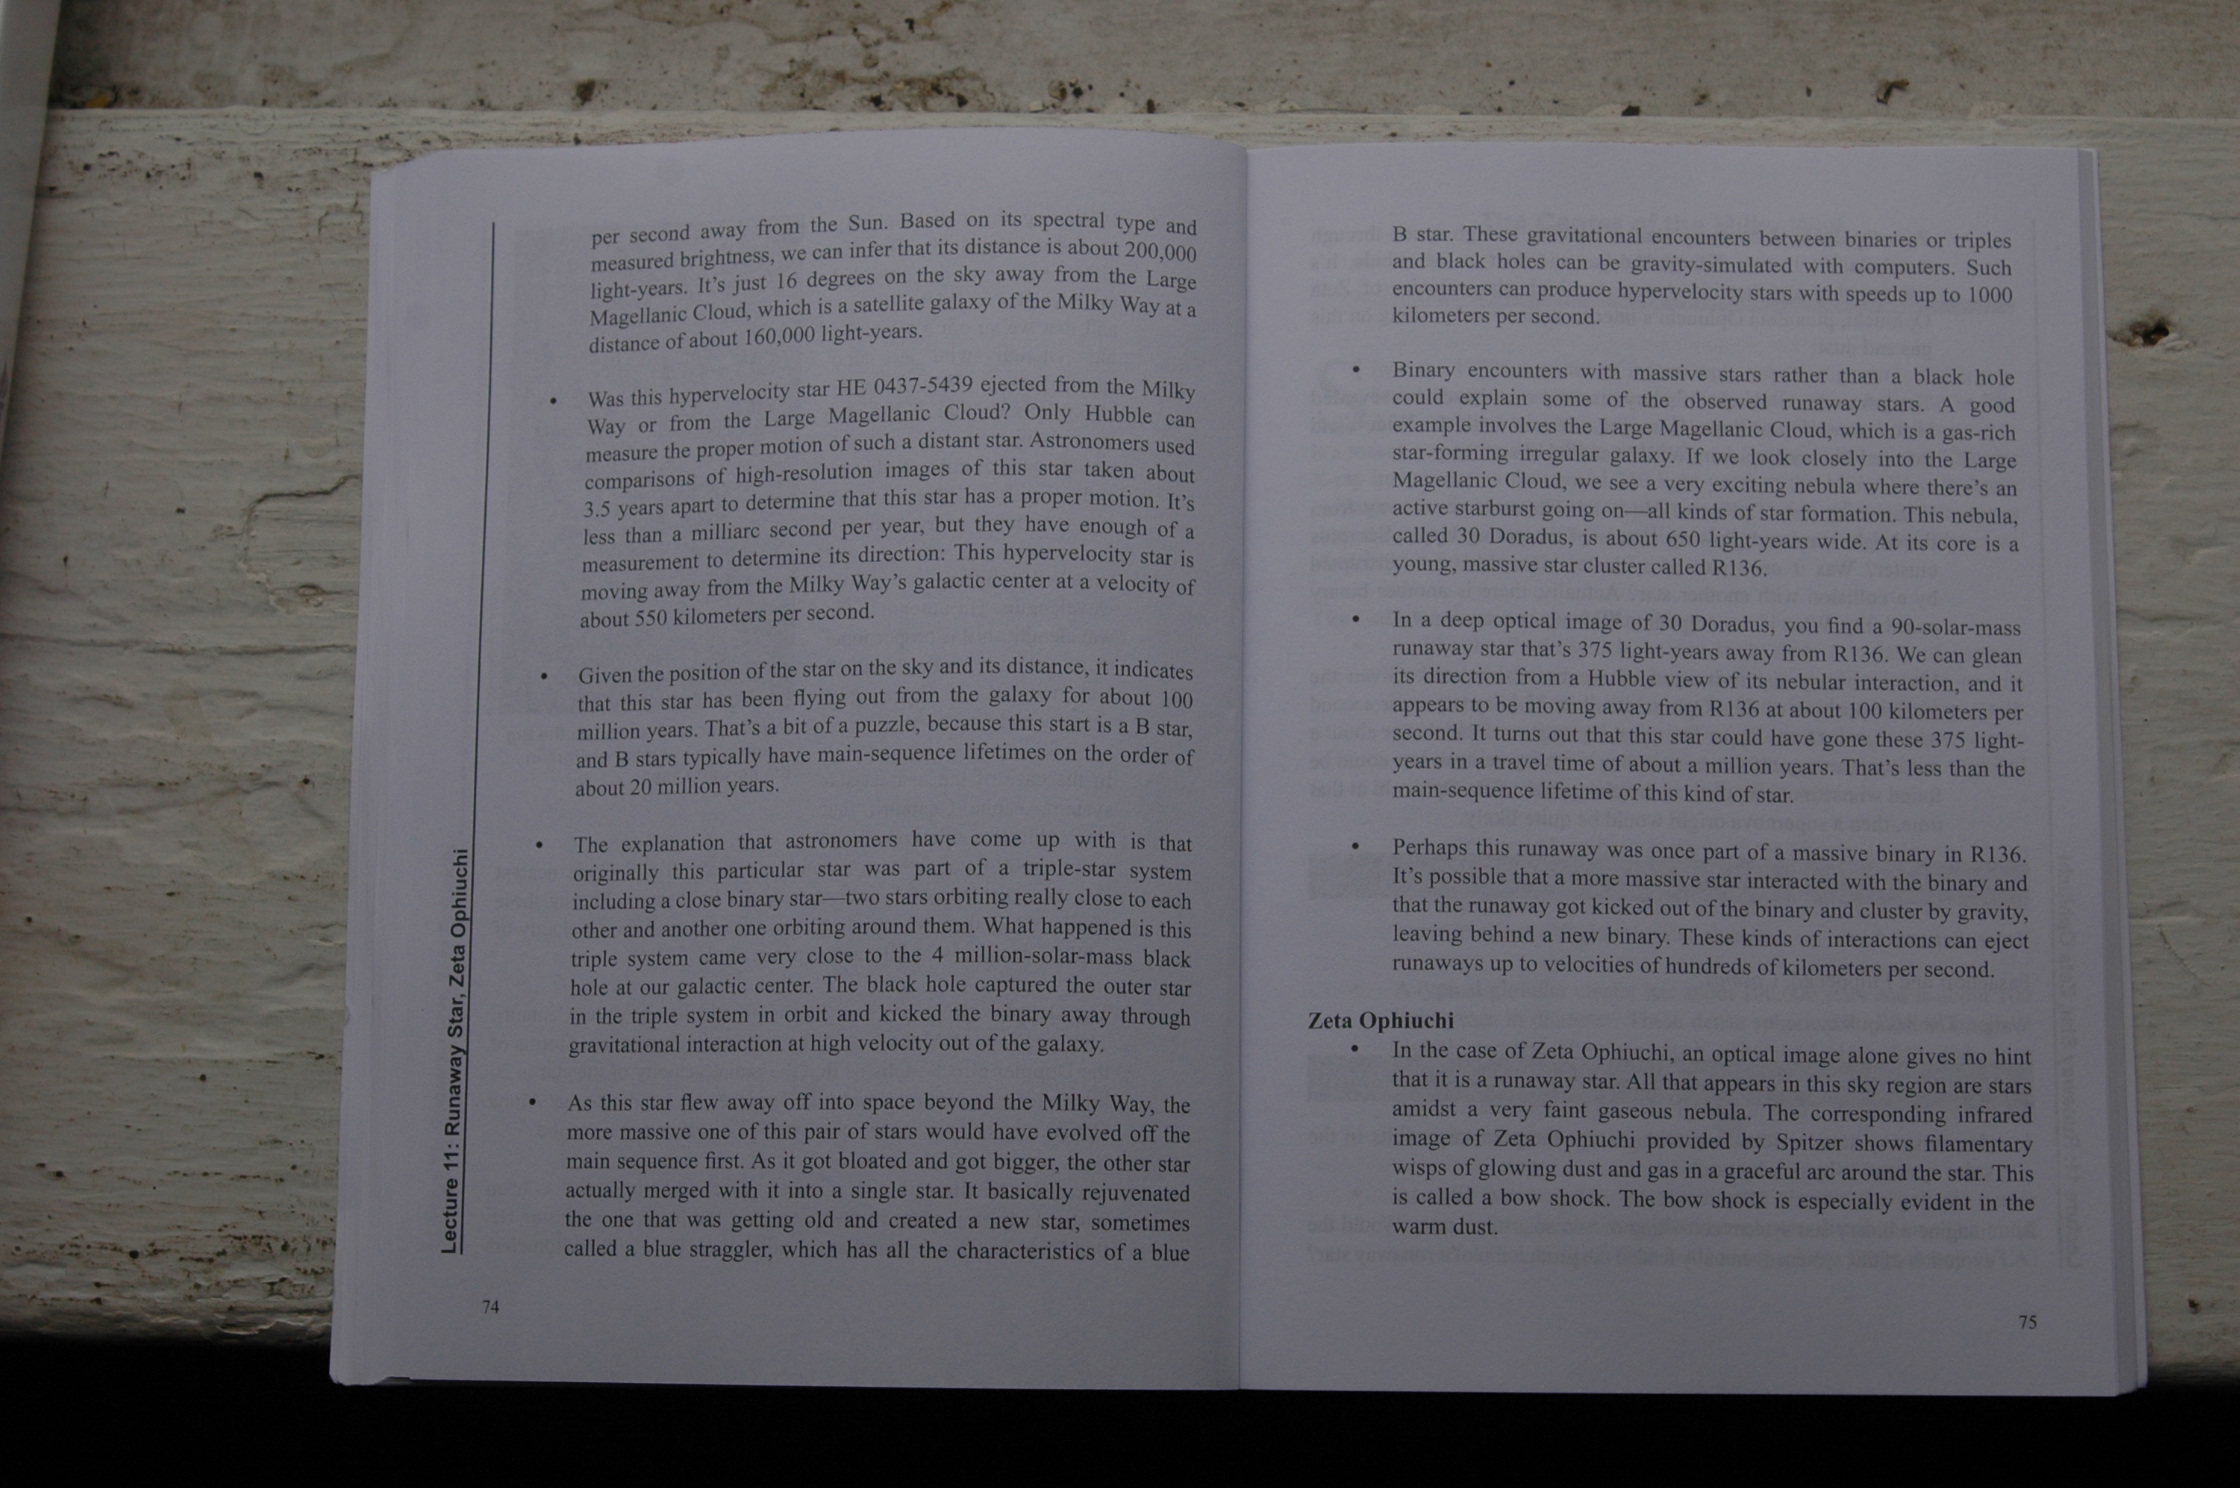 per second away from the Sun. Based on its spectral type and
measured brightness, we can infer that its distance is about 200,000
light-years. It's just 16 degrees on the sky away from the Large
Magellanic Cloud, which is a satellite galaxy of the Milky Way at a
distance of about 160,000 light-years.
• Was this hypervelocity star HE 0437-5439 ejected from the Milky
Way or from the Large Magellanic Cloud? Only Hubble can
measure the proper motion of such a distant star. Astronomers used
comparisons of high-resolution images of this star taken about
3.5 years apart to determine that this star has a proper motion. It's
less than a milliarc second per year, but they have enough of a
measurement to determine its direction: This hypervelocity star is
moving away from the Milky Way's galactic center at a velocity of
about 550 kilometers per second.
• Given the position of the star on the sky and its distance, it indicates
that this star has been flying out from the galaxy for about 100
million years. That's a bit of a puzzle, because this start is a B star,
and B stars typically have main-sequence lifetimes on the order of
about 20 million years.
• The explanation that astronomers have come up with is that
originally this particular star was part of a triple-star system
including a close binary star—two stars orbiting really close to each
other and another one orbiting around them. What happened is this
triple system came very close to the 4 million-solar-mass black
hole at our galactic center. The black hole captured the outer star
in the triple system in orbit and kicked the binary away through
gravitational interaction at high velocity out of the galaxy.
• As this star flew away off into space beyond the Milky Way, the
more massive one of this pair of stars would have evolved off the
main sequence first. As it got bloated and got bigger, the other star
actually merged with it into a single star. It basically rejuvenated
the one that was getting old and created a new star, sometimes
called a blue straggler, which has all the characteristics of a blue
Lecture 11: Runaway Star, Zeta Ophiuchi
74
B star. These gravitational encounters between binaries or triples
and black holes can be gravity-simulated with computers. Such
encounters can produce hypervelocity stars with speeds up to 1000
kilometers per second.
• Binary encounters with massive stars rather than a black hole
could explain some of the observed runaway stars. A good
example involves the Large Magellanic Cloud, which is a gas-rich
star-forming irregular galaxy. If we look closely into the Large
Magellanic Cloud, we see a very exciting nebula where there's an
active starburst going on—all kinds of star formation. This nebula,
called 30 Doradus, is about 650 light-years wide. At its core is a
young, massive star cluster called R136.
• In a deep optical image of 30 Doradus, you find a 90-solar-mass
runaway star that's 375 light-years away from R136. We can glean
its direction from a Hubble view of its nebular interaction, and it
appears to be moving away from R136 at about 100 kilometers per
second. It turns out that this star could have gone these 375 light-
years in a travel time of about a million years. That's less than the
main-sequence lifetime of this kind of star.
• Perhaps this runaway was once part of a massive binary in R136.
It's possible that a more massive star interacted with the binary and
that the runaway got kicked out of the binary and cluster by gravity,
leaving behind a new binary. These kinds of interactions can eject
runaways up to velocities of hundreds of kilometers per second.
Zeta Ophiuchi
• In the case of Zeta Ophiuchi, an optical image alone gives no hint
that it is a runaway star. All that appears in this sky region are stars
amidst a very faint gaseous nebula. The corresponding infrared
image of Zeta Ophiuchi provided by Spitzer shows filamentary
wisps of glowing dust and gas in a graceful arc around the star. This
is called a bow shock. The bow shock is especially evident in the
warm dust.
75